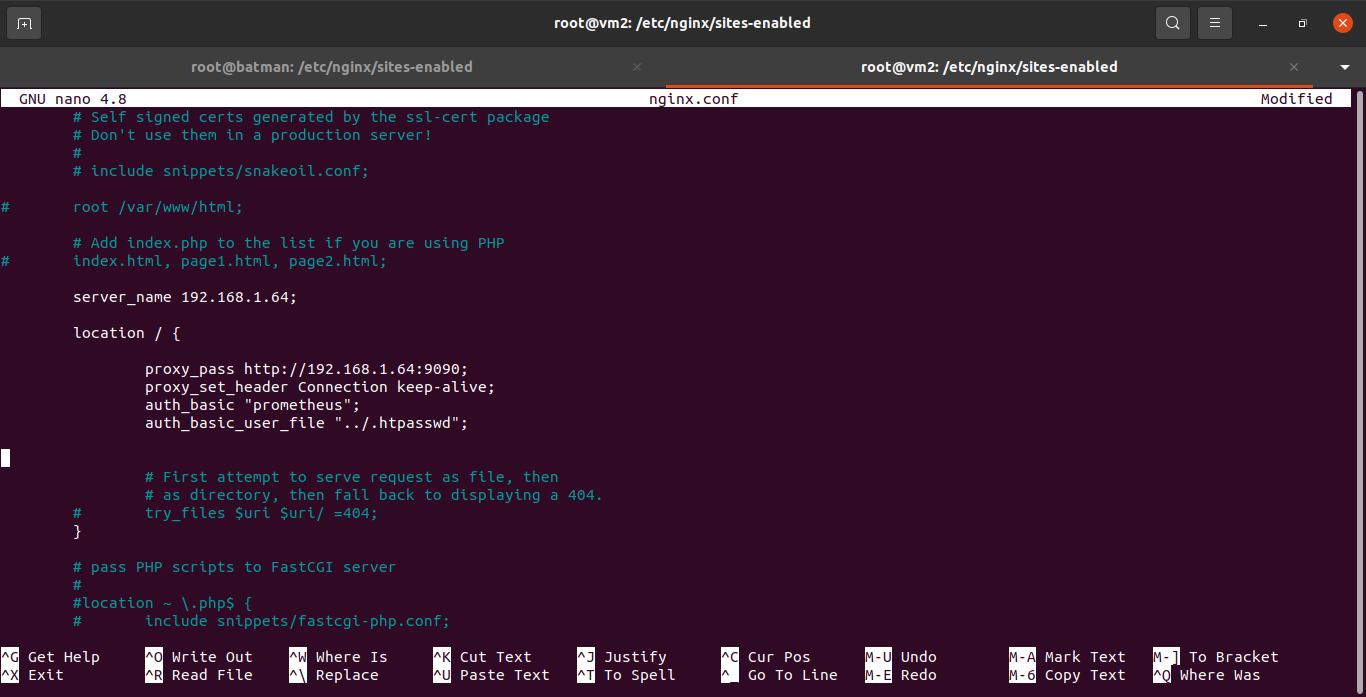 root@vm2: /etc/nginx/sites-enabled
root@batman: /etc/nginx/sites-enabled
root@vm2: /etc/nginx/sites-enabled
GNU nano 4.8 nginx.conf Modified
# Self signed certs generated by the ssl-cert package
# Don't use them in a production server!
#
# include snippets/snakeoil.conf;
# root /var/www/html;
# Add index.php to the list if you are using PHP
# index.html, page1.html, page2.html;
server_name 192.168.1.64;
location / {
proxy_pass http://192.168.1.64:9090;
proxy_set_header Connection keep-alive;
auth_basic "prometheus";
auth_basic_user_file "../.htpasswd";
# First attempt to serve request as file, then
# as directory, then fall back to displaying a 404.
# try_files $uri $uri/ =404;
}
# pass PHP scripts to FastCGI server
#
#location ~ \.php$ {
# include snippets/fastcgi-php.conf;
^G Get Help ^O Write Out ^W Where Is ^K Cut Text ^J Justify ^C Cur Pos M-U Undo M-A Mark Text M-] To Bracket
^X Exit ^R Read File ^\ Replace ^U Paste Text ^T To Spell ^_ Go To Line M-E Redo M-6 Copy Text ^Q Where Was